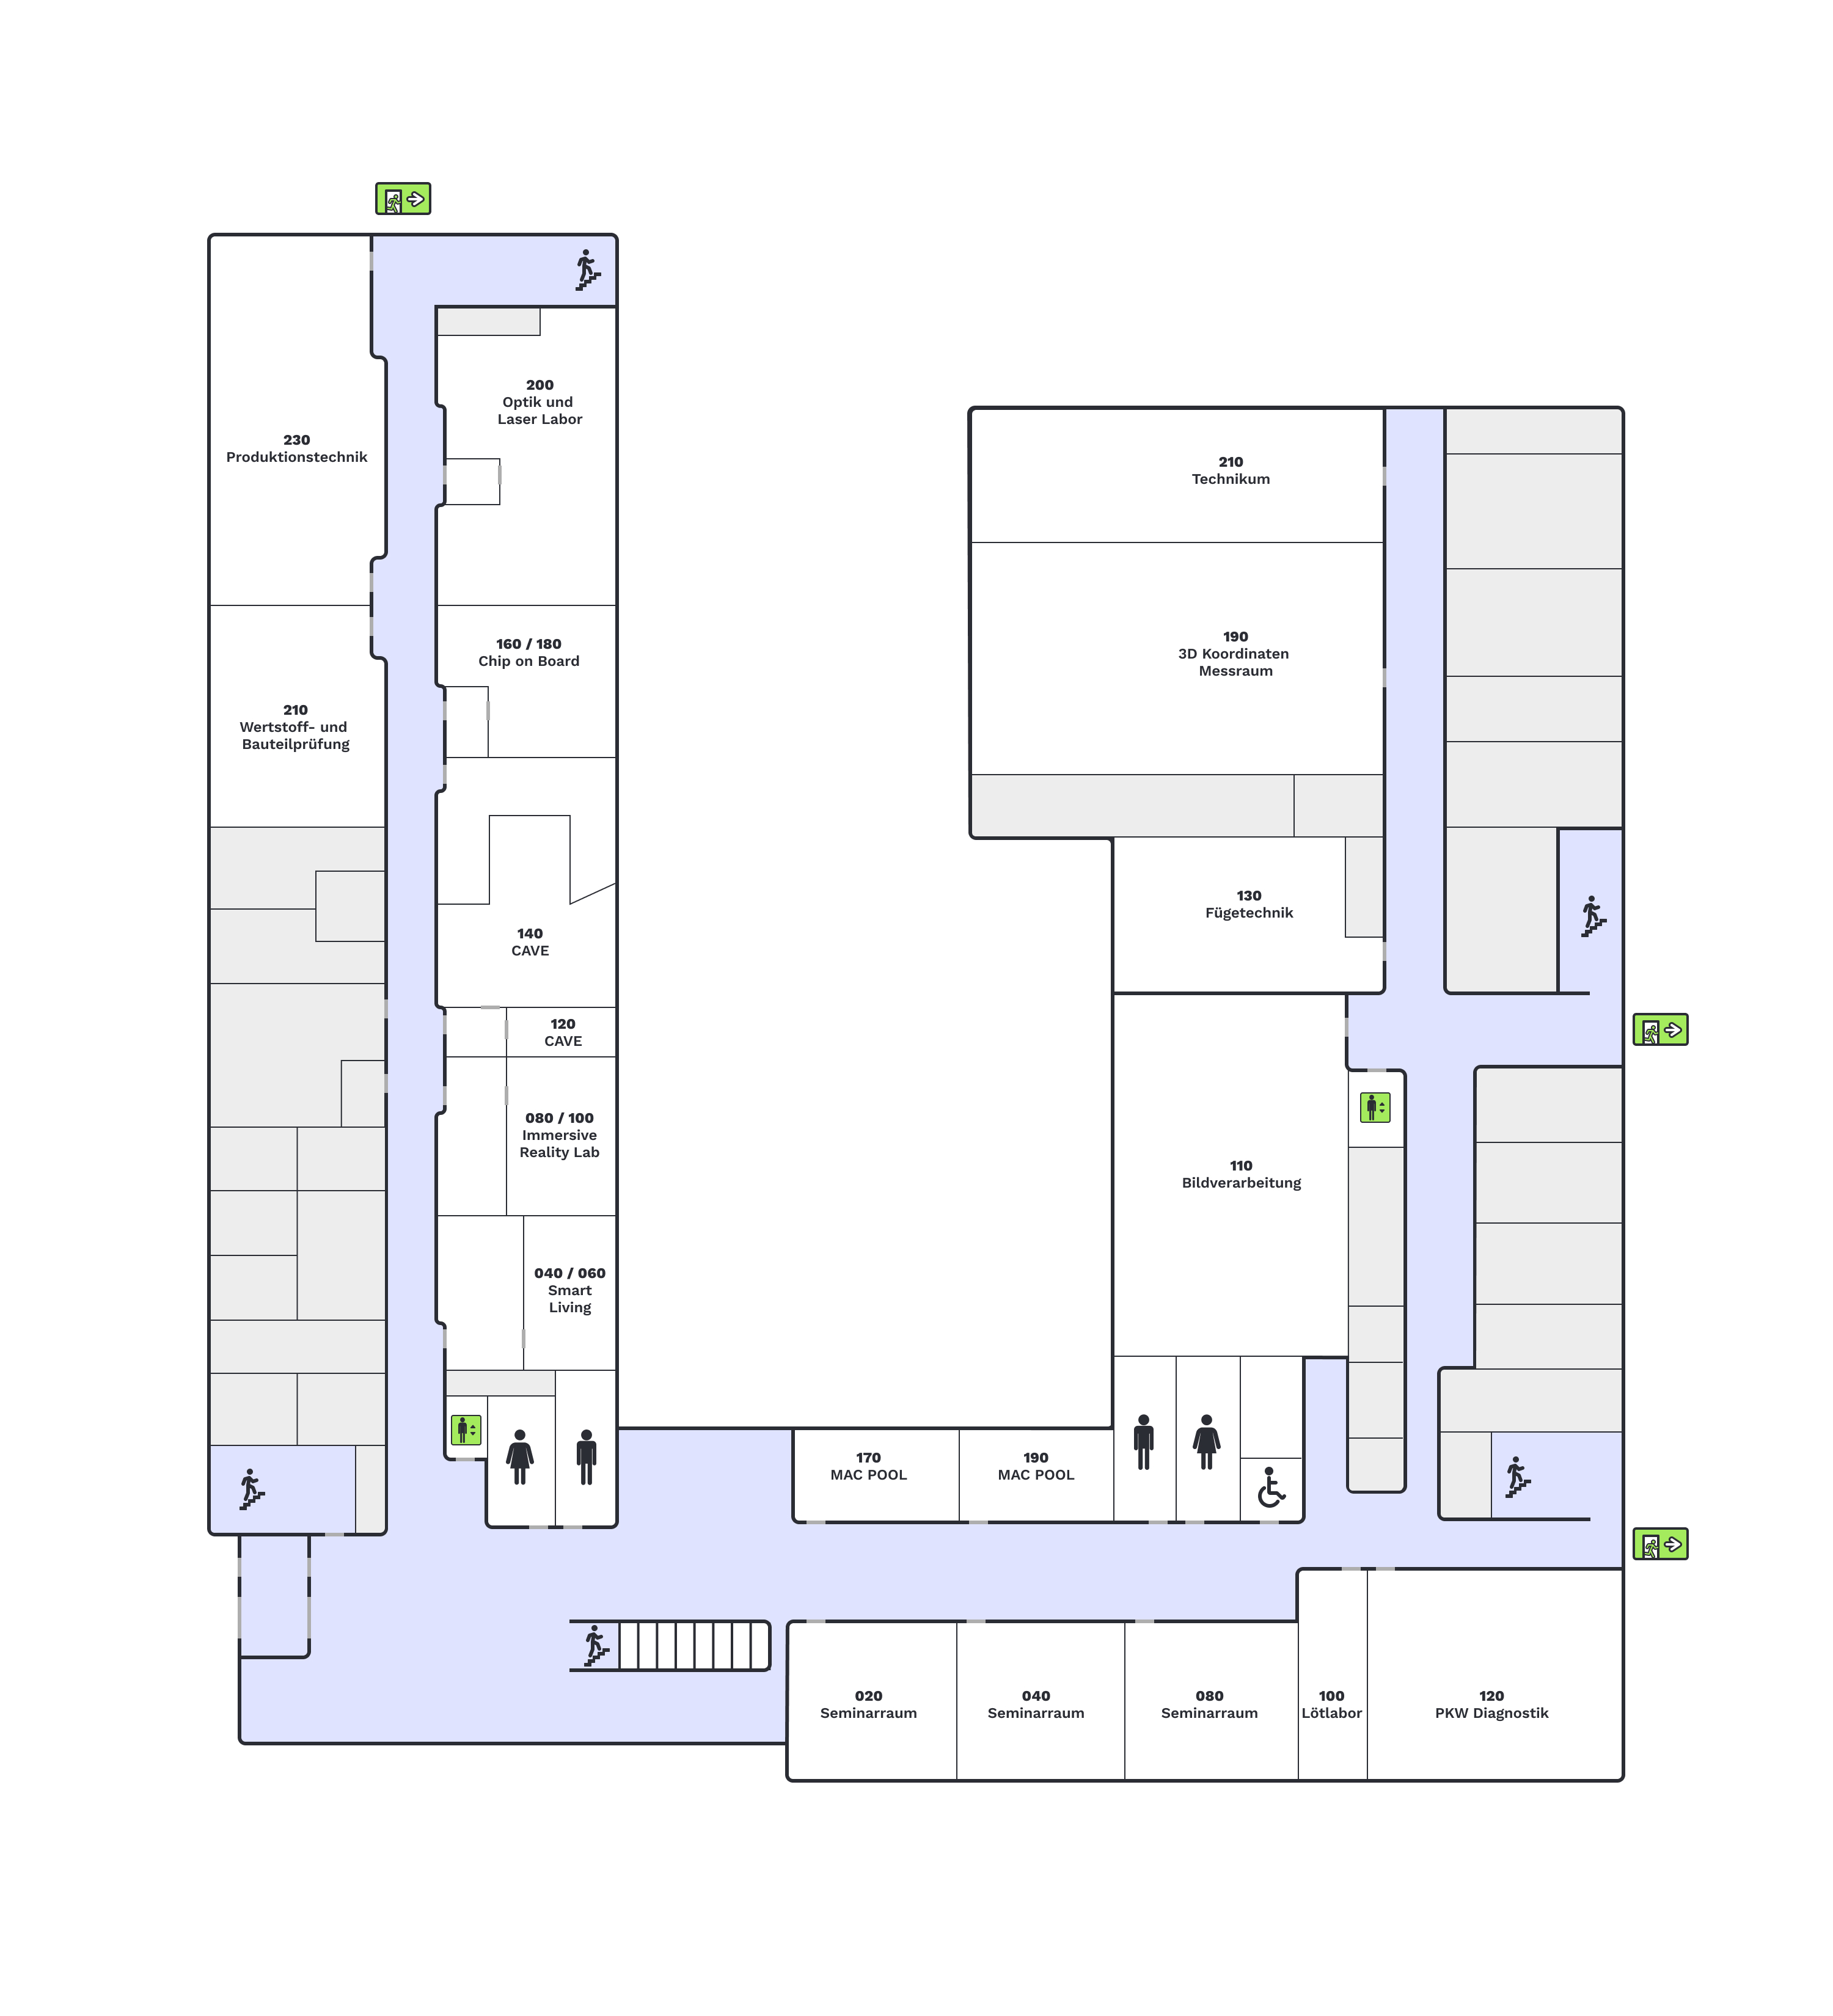 230
Produktionstechnik
200
Optik und
Laser Labor
160 / 180
Chip on Board
210
Wertstoff- und
Bauteilprüfung
140
CAVE
120
CAVE
080 / 100
Immersive
Reality Lab
040 / 060
Smart
Living
210
Technikum
190
3D Koordinaten
Messraum
130
Fügetechnik
110
Bildverarbeitung
170
MAC POOL
190
MAC POOL
020
Seminarraum
040
Seminarraum
080
Seminarraum
100
Lötlabor
120
PKW Diagnostik